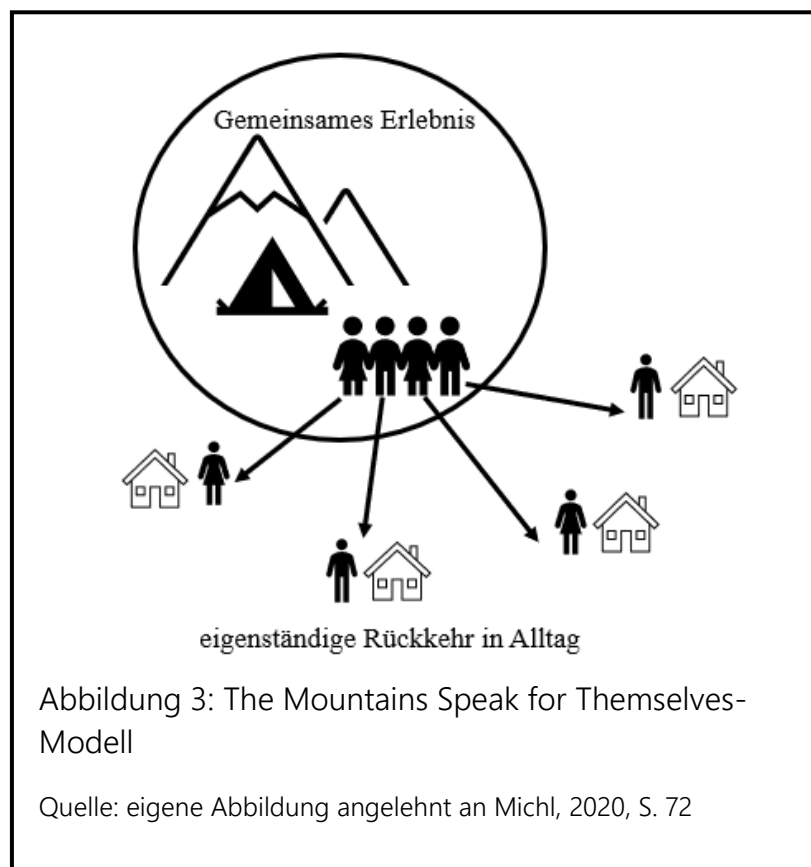 Gemeinsames Erlebnis
eigenständige Rückkehr in Alltag
Abbildung 3: The Mountains Speak for Themselves-
Modell
Quelle: eigene Abbildung angelehnt an Michl, 2020, S. 72